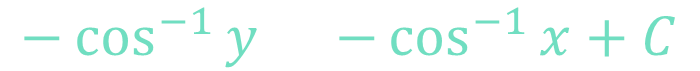 − cos⁻¹ y − cos⁻¹ x + C